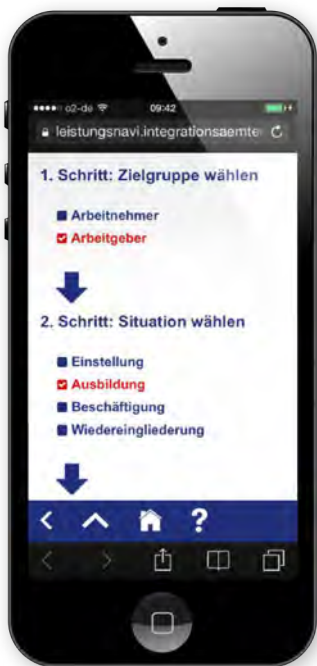 o2-de 09:42
leistungsnavi.integrationsaemte
1. Schritt: Zielgruppe wählen
Arbeitnehmer
Arbeitgeber
2. Schritt: Situation wählen
Einstellung
Ausbildung
Beschäftigung
Wiedereingliederung
?